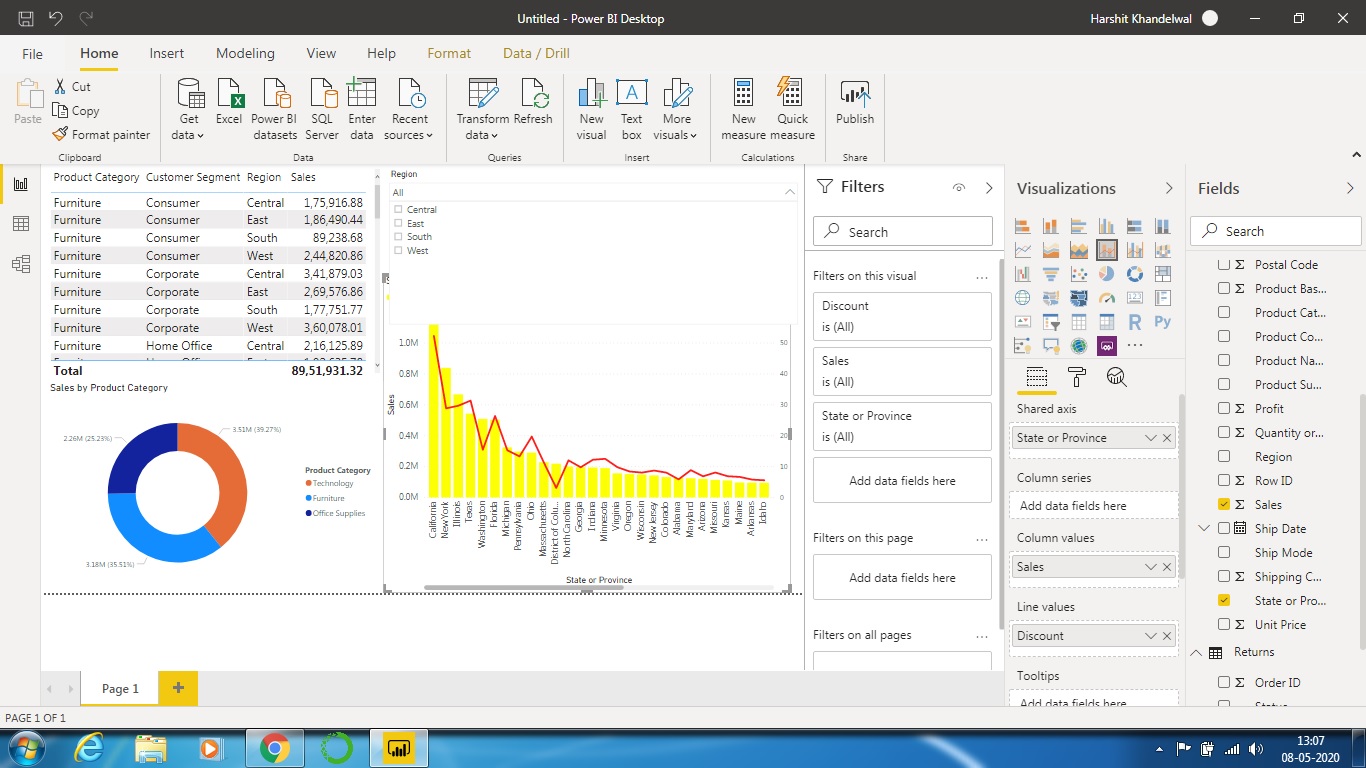 Untitled - Power BI Desktop
Harshit Khandelwal
File Home Insert Modeling View Help Format Data / Drill
Paste
Cut
Copy
Format painter
Clipboard
Get data
Excel
Power BI datasets
SQL Server
Enter data
Recent sources
Data
Transform data
Refresh
Queries
New visual
Text box
More visuals
Insert
New measure
Quick measure
Calculations
Publish
Share
Product Category Customer Segment Region Sales
Furniture Consumer Central 1,75,916.88
Furniture Consumer East 1,86,490.44
Furniture Consumer South 89,238.68
Furniture Consumer West 2,44,820.86
Furniture Corporate Central 3,41,879.03
Furniture Corporate East 2,69,576.86
Furniture Corporate South 1,77,751.77
Furniture Corporate West 3,60,078.01
Furniture Home Office Central 2,16,125.89
Total 89,51,931.32
Sales by Product Category
2.26M (25.23%)
3.51M (39.27%)
3.18M (35.51%)
Product Category
Technology
Furniture
Office Supplies
Region
All
Central
East
South
West
1.0M
0.8M
0.6M
0.4M
0.2M
0.0M
Sales
50
40
30
20
10
0
California
New York
Illinois
Texas
Washington
Florida
Michigan
Pennsylvania
Ohio
Massachusetts
District of Colu...
North Carolina
Georgia
Indiana
Minnesota
Virginia
Oregon
Wisconsin
New Jersey
Colorado
Alabama
Maryland
Arizona
Missouri
Kansas
Maine
Arkansas
Idaho
State or Province
Filters
Search
Filters on this visual ...
Discount
is (All)
Sales
is (All)
State or Province
is (All)
Add data fields here
Filters on this page ...
Add data fields here
Filters on all pages ...
Visualizations
R Py
...
Shared axis
State or Province
Column series
Add data fields here
Column values
Sales
Line values
Discount
Tooltips
Add data fields here
Fields
Search
Postal Code
Product Bas...
Product Cat...
Product Co...
Product Na...
Product Su...
Profit
Quantity or...
Region
Row ID
Sales
Ship Date
Ship Mode
Shipping C...
State or Pro...
Unit Price
Returns
Order ID
Page 1
PAGE 1 OF 1
13:07
08-05-2020